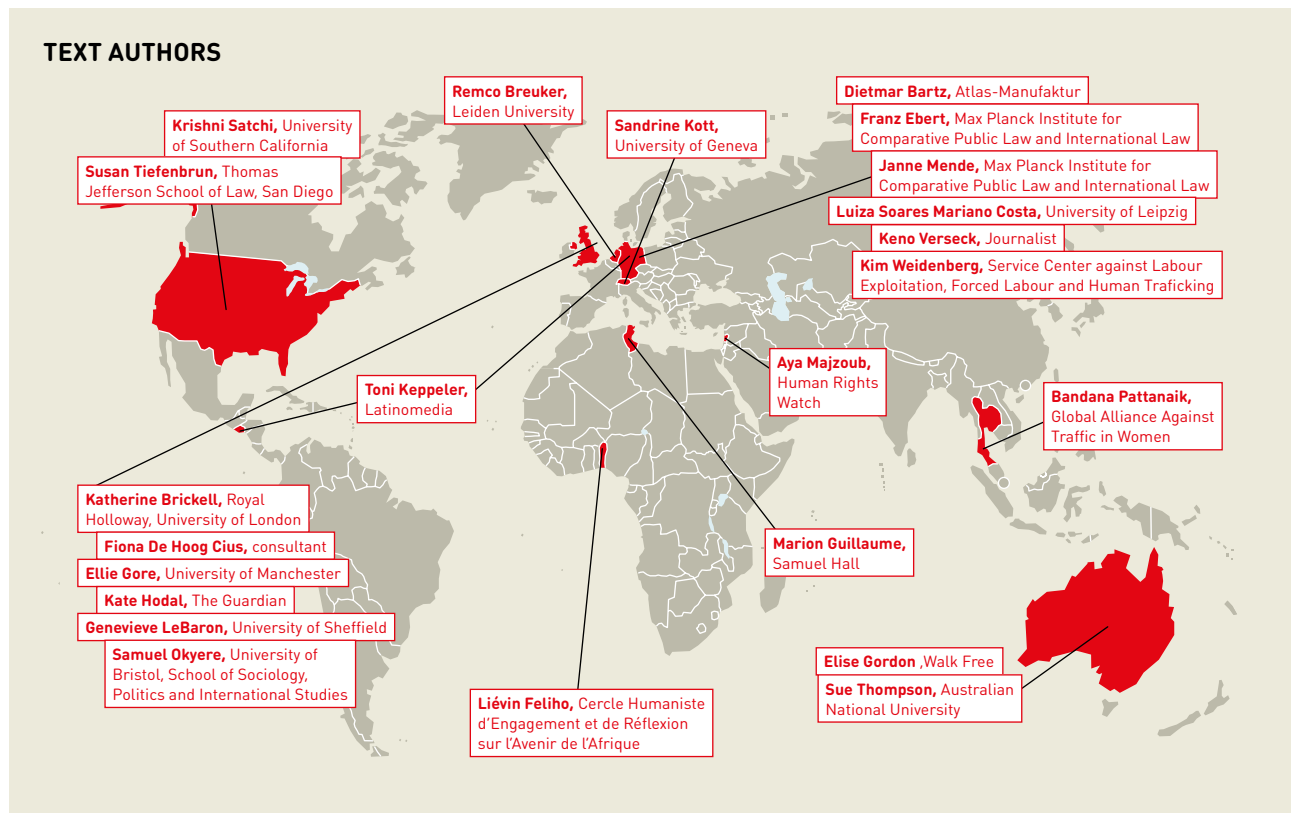 TEXT AUTHORS
Remco Breuker,
Leiden University
Krishni Satchi, University
of Southern California
Susan Tiefenbrun, Thomas
Jefferson School of Law, San Diego
Sandrine Kott,
University of Geneva
Dietmar Bartz, Atlas-Manufaktur
Franz Ebert, Max Planck Institute for
Comparative Public Law and International Law
Janne Mende, Max Planck Institute for
Comparative Public Law and International Law
Luiza Soares Mariano Costa, University of Leipzig
Keno Verseck, Journalist
Kim Weidenberg, Service Center against Labour
Exploitation, Forced Labour and Human Traficking
Toni Keppeler,
Latinomedia
Aya Majzoub,
Human Rights
Watch
Bandana Pattanaik,
Global Alliance Against
Traffic in Women
Katherine Brickell, Royal
Holloway, University of London
Fiona De Hoog Cius, consultant
Ellie Gore, University of Manchester
Kate Hodal, The Guardian
Genevieve LeBaron, University of Sheffield
Samuel Okyere, University of
Bristol, School of Sociology,
Politics and International Studies
Marion Guillaume,
Samuel Hall
Liévin Feliho, Cercle Humaniste
d’Engagement et de Réflexion
sur l’Avenir de l’Afrique
Elise Gordon ,Walk Free
Sue Thompson, Australian
National University